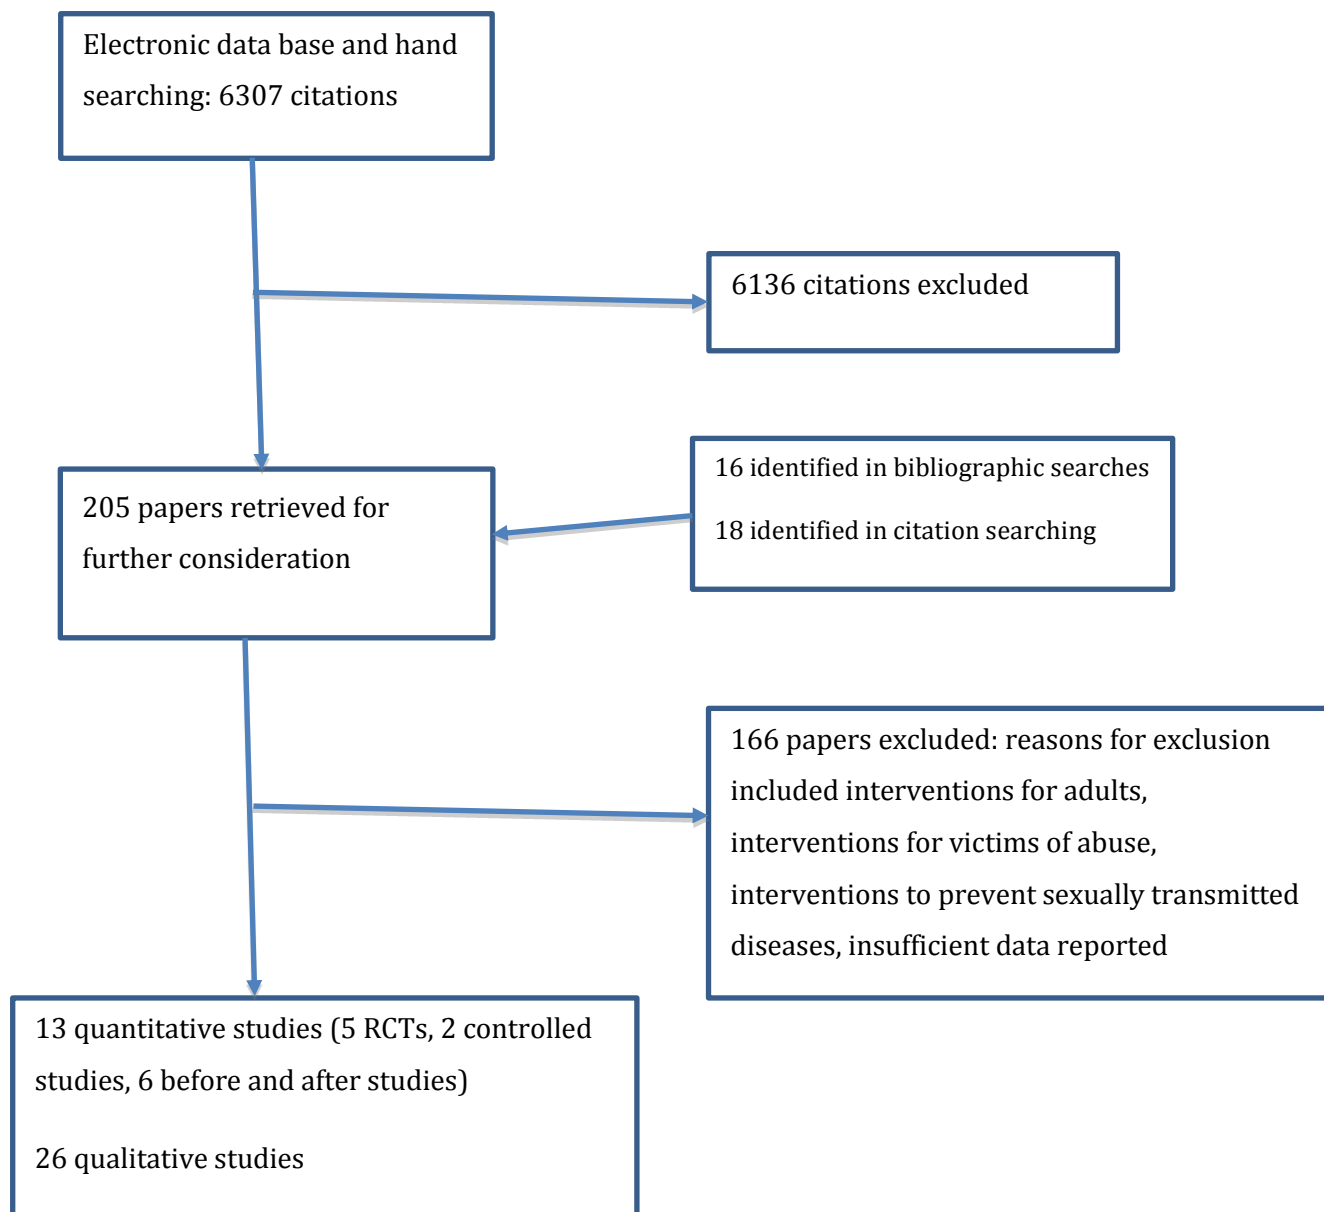 Electronic data base and hand
searching: 6307 citations
6136 citations excluded
16 identified in bibliographic searches
18 identified in citation searching
205 papers retrieved for
further consideration
166 papers excluded: reasons for exclusion
included interventions for adults,
interventions for victims of abuse,
interventions to prevent sexually transmitted
diseases, insufficient data reported
13 quantitative studies (5 RCTs, 2 controlled
studies, 6 before and after studies)
26 qualitative studies